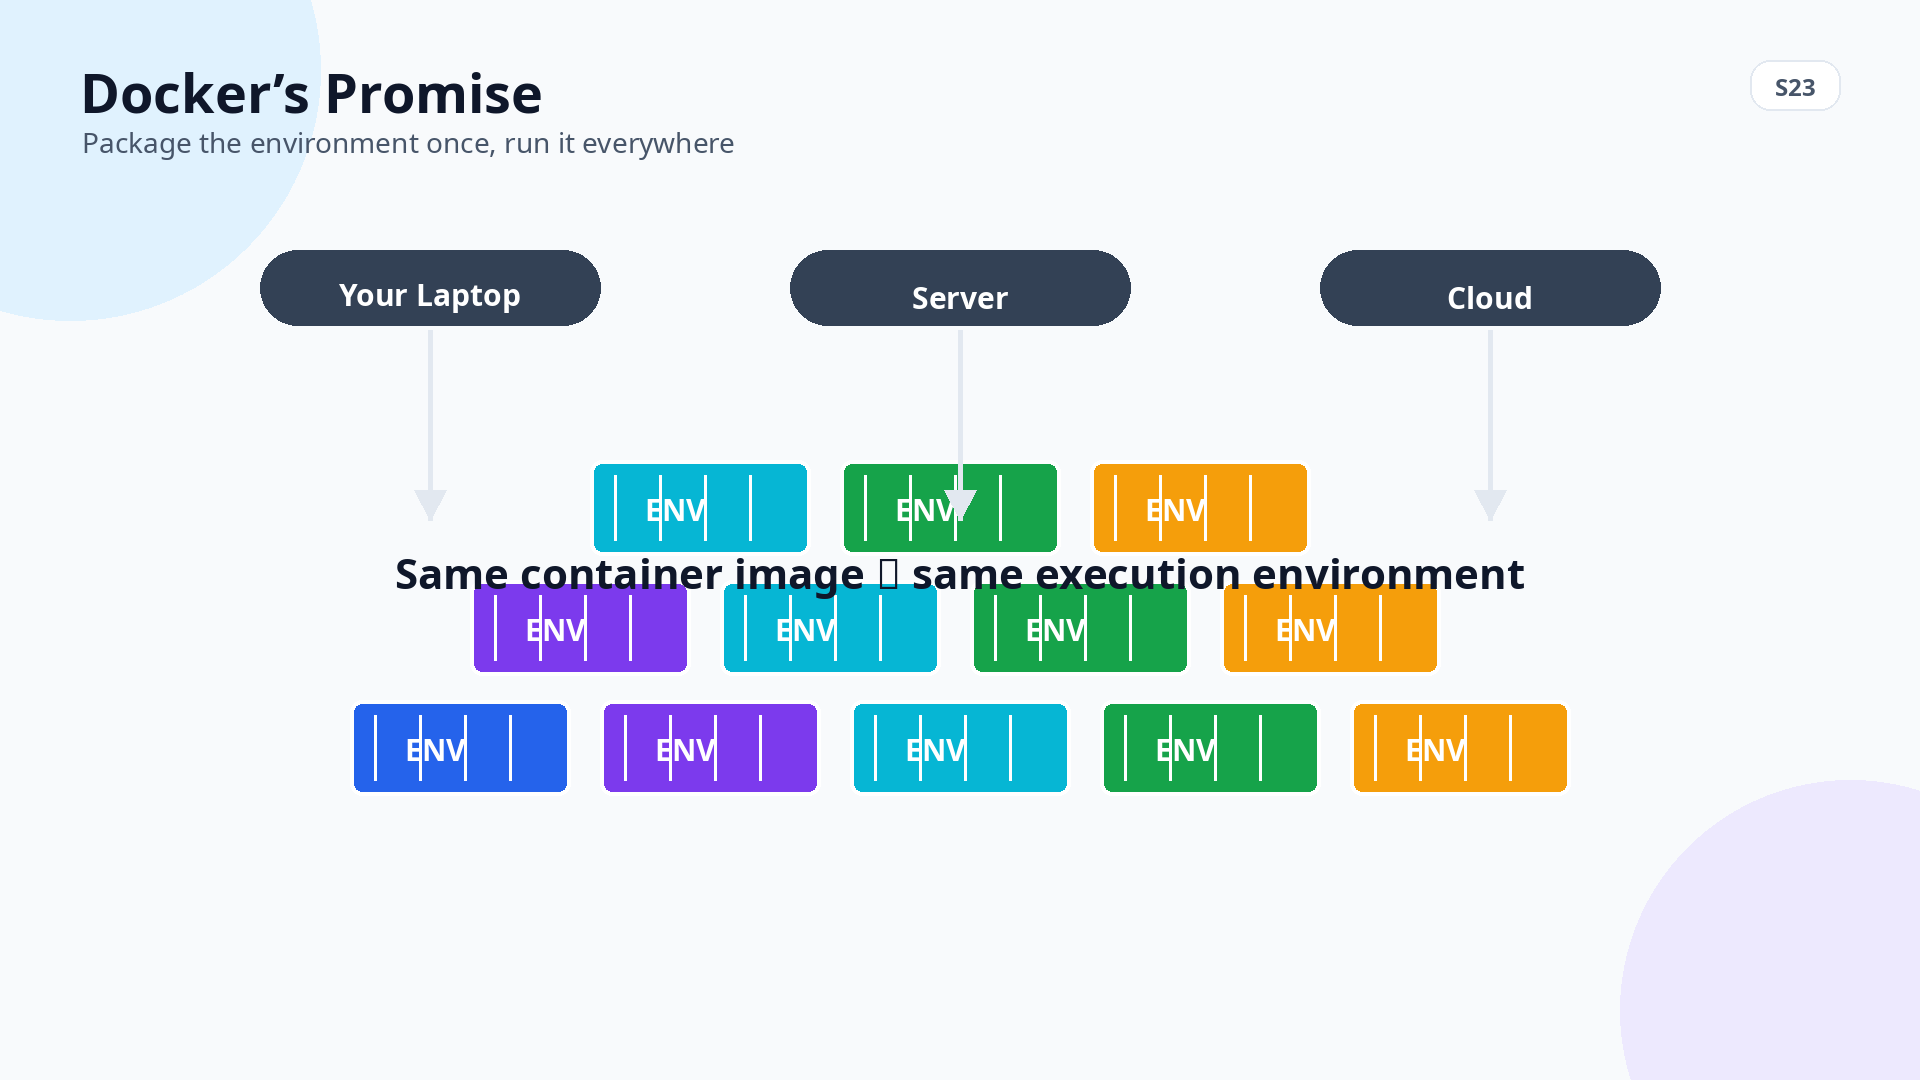 Docker’s Promise
S23
Package the environment once, run it everywhere
Your Laptop
Server
Cloud
ENV
ENV
ENV
Same container image ▯ same execution environment
ENV
ENV
ENV
ENV
ENV
ENV
ENV
ENV
ENV